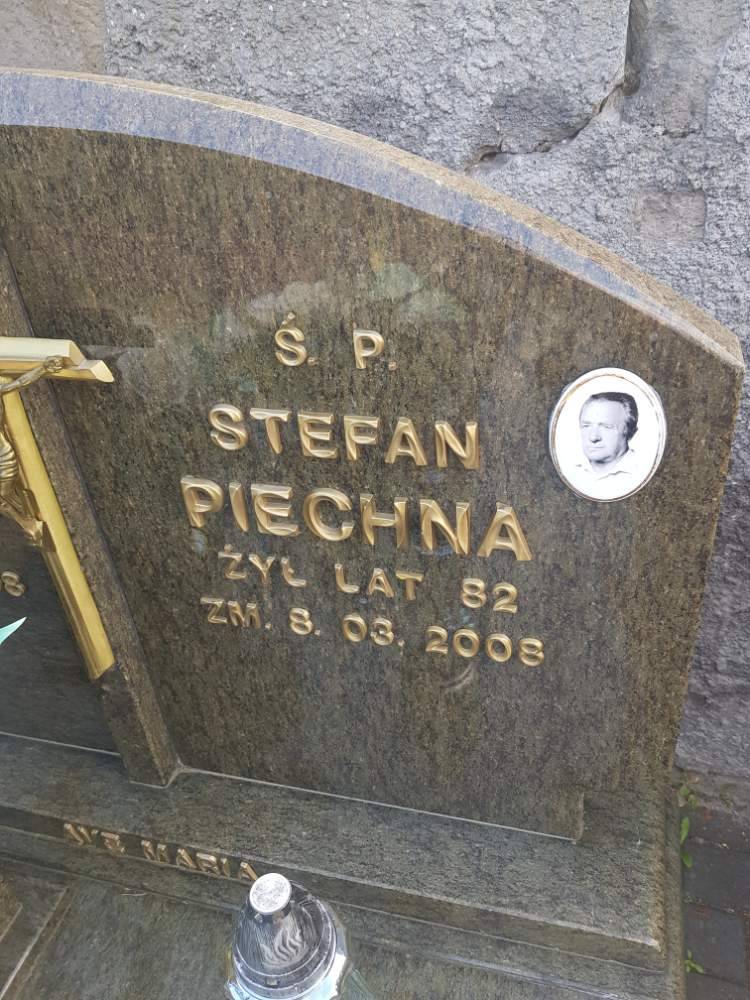 Ś. P.
STEFAN
PIECHNA
ŻYŁ LAT 82
ZM. 8. 03. 2008
AVE MARIA